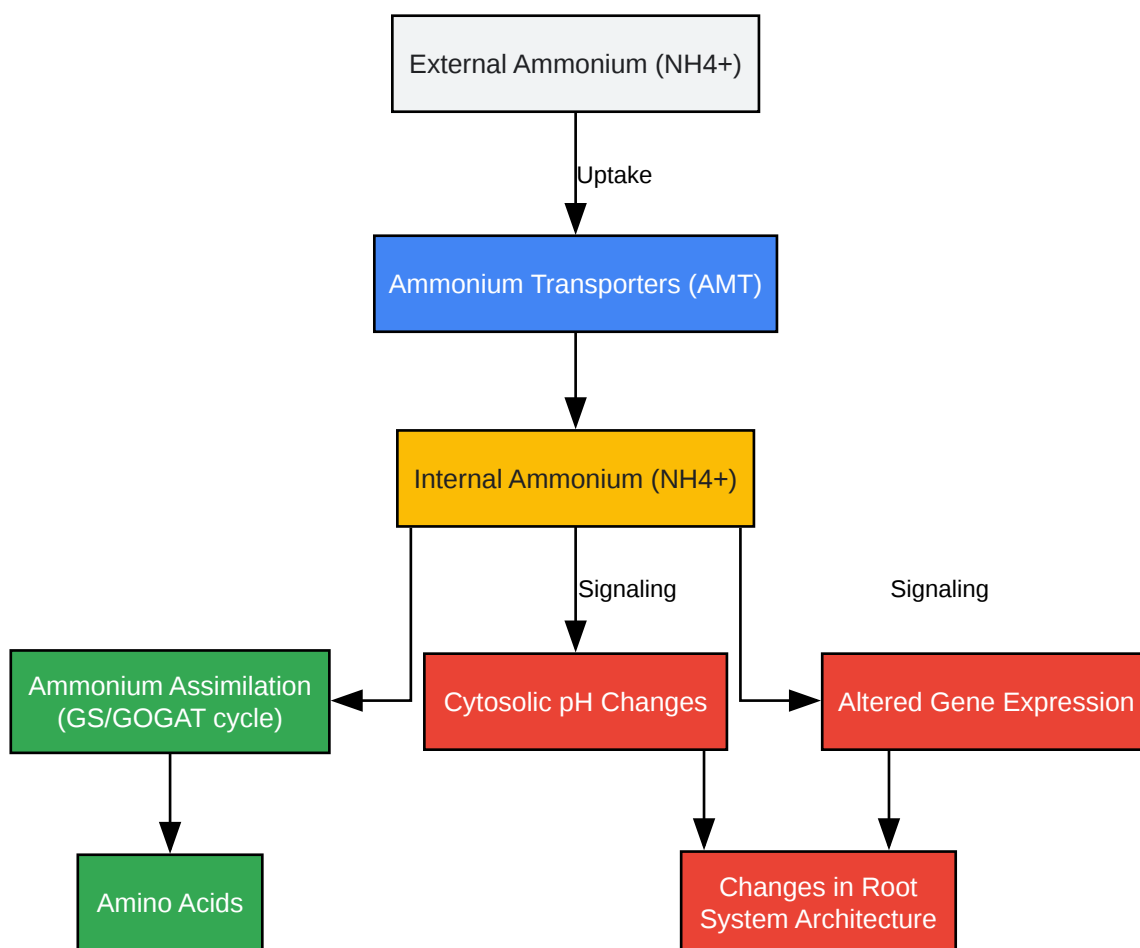 External Ammonium (NH4+)
Uptake
Ammonium Transporters (AMT)
Internal Ammonium (NH4+)
Signaling
Signaling
Ammonium Assimilation
(GS/GOGAT cycle)
Cytosolic pH Changes
Altered Gene Expression
Amino Acids
Changes in Root
System Architecture